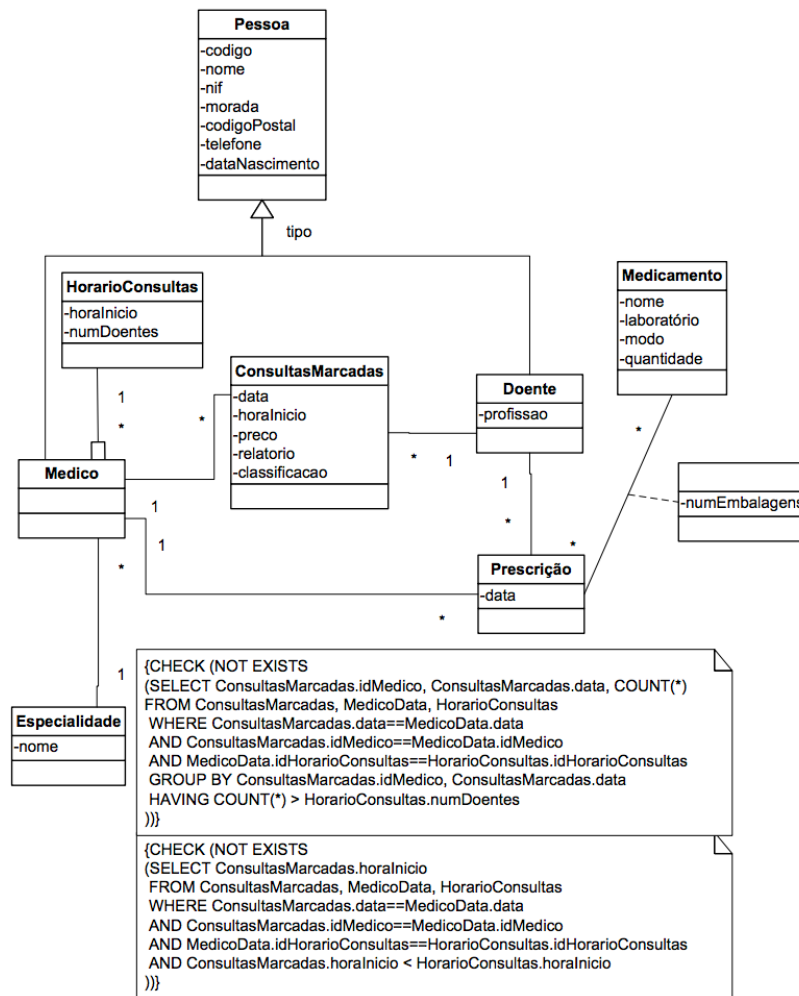 Pessoa
-codigo
-nome
-nif
-morada
-codigoPostal
-telefone
-dataNascimento
tipo
HorarioConsultas
-horaInicio
-numDoentes
Medicamento
-nome
-laboratório
-modo
-quantidade
ConsultasMarcadas
-data
-horaInicio
-preco
-relatorio
-classificacao
Doente
-profissao
1
*
*
*
*
1
1
Medico
1
1
*
*
*
-numEmbalagens
Prescrição
-data
*
1
Especialidade
-nome
{CHECK (NOT EXISTS
(SELECT ConsultasMarcadas.idMedico, ConsultasMarcadas.data, COUNT(*)
FROM ConsultasMarcadas, MedicoData, HorarioConsultas
WHERE ConsultasMarcadas.data==MedicoData.data
AND ConsultasMarcadas.idMedico==MedicoData.idMedico
AND MedicoData.idHorarioConsultas==HorarioConsultas.idHorarioConsultas
GROUP BY ConsultasMarcadas.idMedico, ConsultasMarcadas.data
HAVING COUNT(*) > HorarioConsultas.numDoentes
))}
{CHECK (NOT EXISTS
(SELECT ConsultasMarcadas.horaInicio
FROM ConsultasMarcadas, MedicoData, HorarioConsultas
WHERE ConsultasMarcadas.data==MedicoData.data
AND ConsultasMarcadas.idMedico==MedicoData.idMedico
AND MedicoData.idHorarioConsultas==HorarioConsultas.idHorarioConsultas
AND ConsultasMarcadas.horaInicio < HorarioConsultas.horaInicio
))}